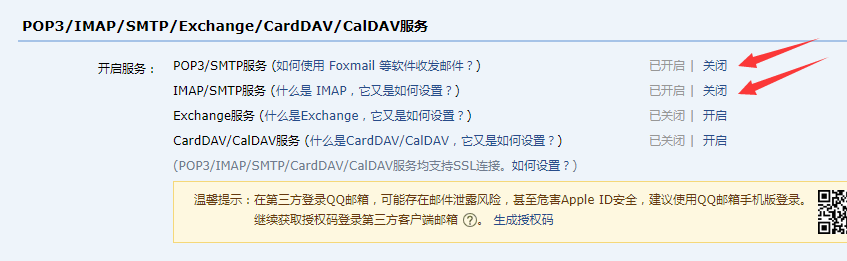 POP3/IMAP/SMTP/Exchange/CardDAV/CalDAV服务
开启服务： POP3/SMTP服务 (如何使用 Foxmail 等软件收发邮件？) 已开启 | 关闭
IMAP/SMTP服务 (什么是 IMAP，它又是如何设置？) 已开启 | 关闭
Exchange服务 (什么是Exchange，它又是如何设置？) 已关闭 | 开启
CardDAV/CalDAV服务 (什么是CardDAV/CalDAV，它又是如何设置？) 已关闭 | 开启
(POP3/IMAP/SMTP/CardDAV/CalDAV服务均支持SSL连接。如何设置？)
温馨提示：在第三方登录QQ邮箱，可能存在邮件泄露风险，甚至危害Apple ID安全，建议使用QQ邮箱手机版登录。
继续获取授权码登录第三方客户端邮箱 ? 。 生成授权码